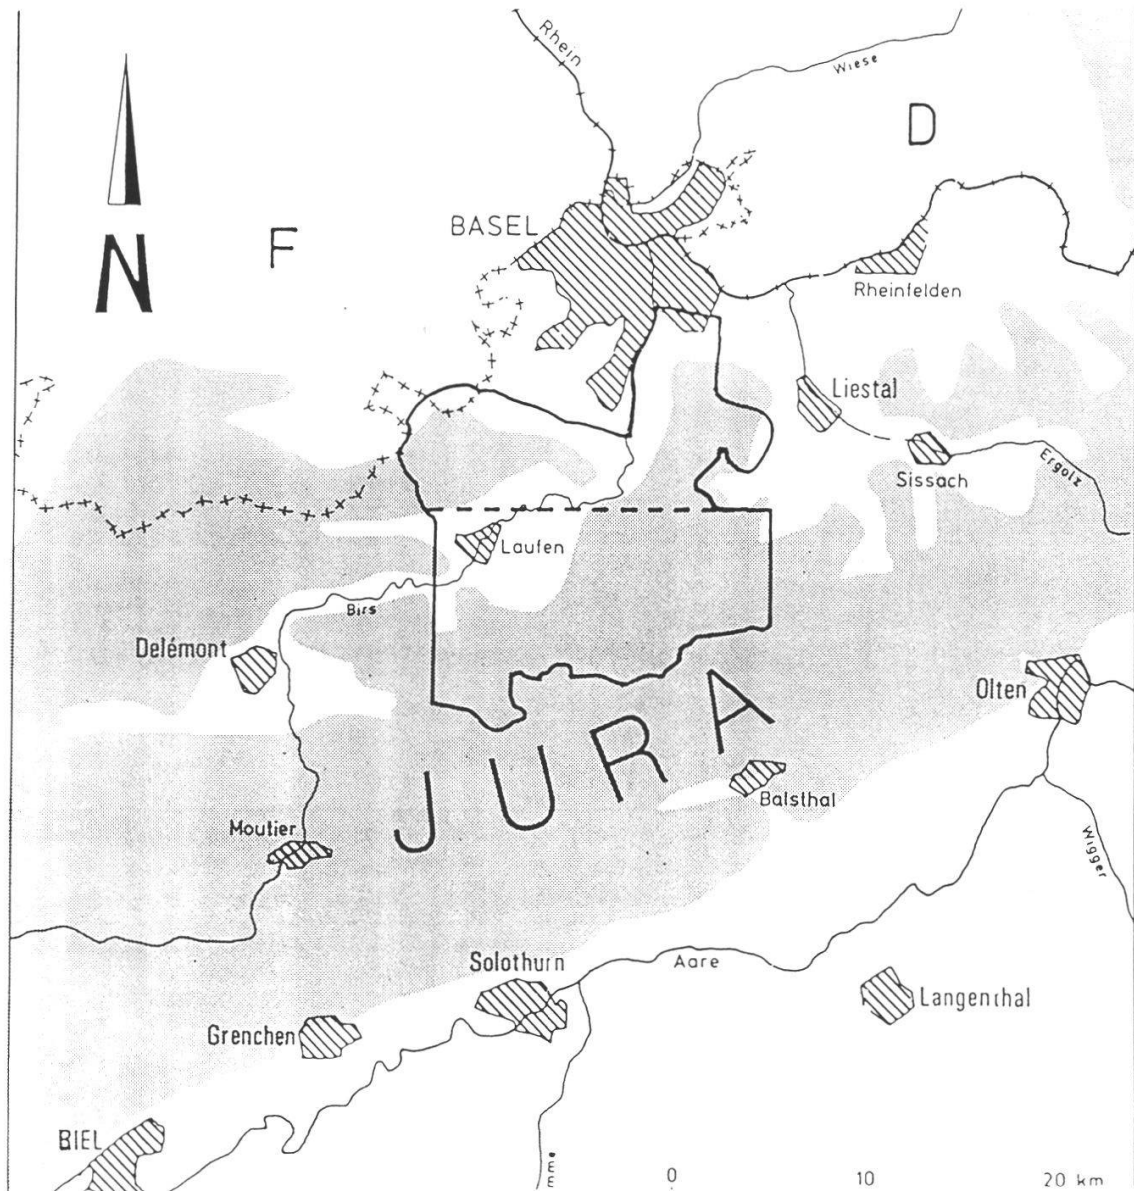 Rhein
Wiese
D
BASEL
F
N
Rheinfelden
Liestal
Sissach
Ergolz
Laufen
Birs
Delémont
Olten
JURA
Balsthal
Moutier
Wigger
Solothurn
Aare
Langenthal
Grenchen
BIEL
0 10 20 km